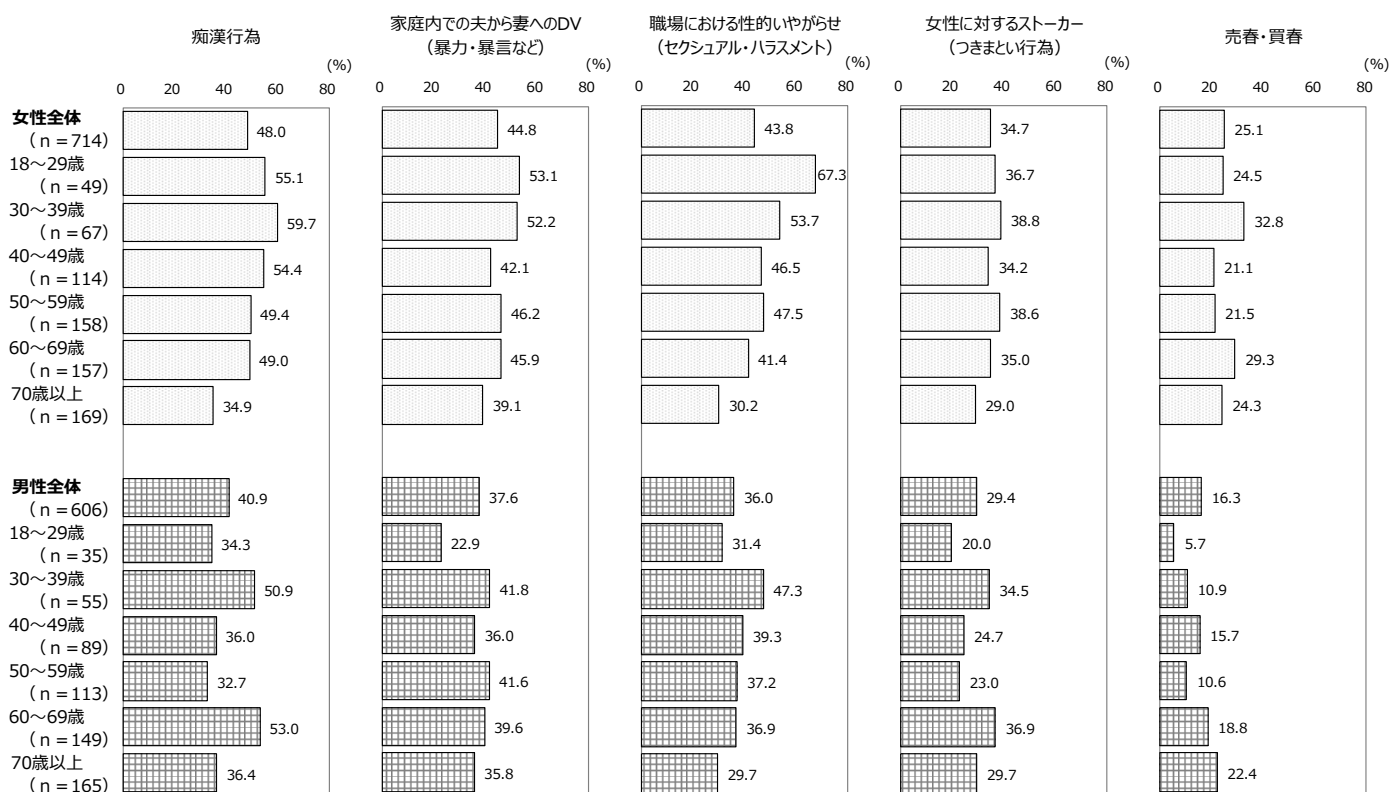 痴漢行為
家庭内での夫から妻へのDV
（暴力・暴言など）
職場における性的いやがらせ
（セクシュアル・ハラスメント）
女性に対するストーカー
（つきまとい行為）
売春・買春
(%) (%) (%) (%) (%)
0 20 40 60 80 0 20 40 60 80 0 20 40 60 80 0 20 40 60 80 0 20 40 60 80
女性全体
（ｎ＝714） 48.0 44.8 43.8 34.7 25.1
18～29歳
（ｎ＝49） 55.1 53.1 67.3 36.7 24.5
30～39歳
（ｎ＝67） 59.7 52.2 53.7 38.8 32.8
40～49歳
（ｎ＝114） 54.4 42.1 46.5 34.2 21.1
50～59歳
（ｎ＝158） 49.4 46.2 47.5 38.6 21.5
60～69歳
（ｎ＝157） 49.0 45.9 41.4 35.0 29.3
70歳以上
（ｎ＝169） 34.9 39.1 30.2 29.0 24.3
男性全体
（ｎ＝606） 40.9 37.6 36.0 29.4 16.3
18～29歳
（ｎ＝35） 34.3 22.9 31.4 20.0 5.7
30～39歳
（ｎ＝55） 50.9 41.8 47.3 34.5 10.9
40～49歳
（ｎ＝89） 36.0 36.0 39.3 24.7 15.7
50～59歳
（ｎ＝113） 32.7 41.6 37.2 23.0 10.6
60～69歳
（ｎ＝149） 53.0 39.6 36.9 36.9 18.8
70歳以上
（ｎ＝165） 36.4 35.8 29.7 29.7 22.4